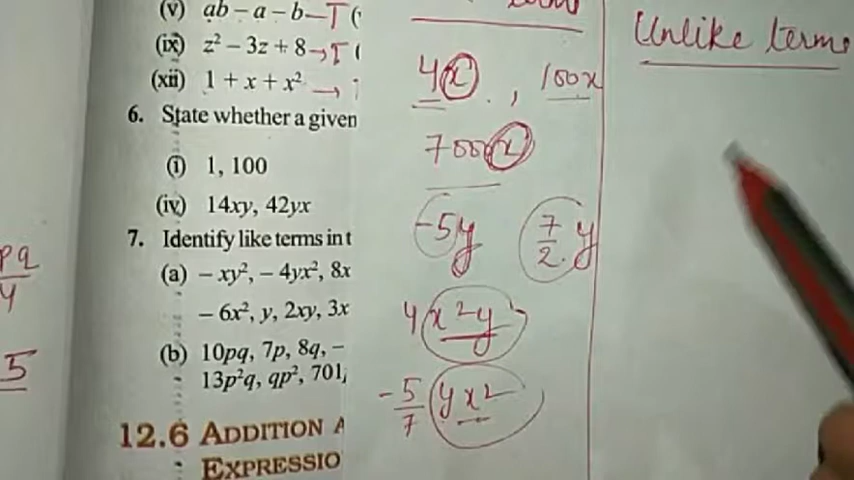 (v) ab − a − b – T (
(ix) z² − 3z + 8 → T (
(xii) 1 + x + x² →
6. State whether a given
(i) 1, 100
(iv) 14xy, 42yx
7. Identify like terms in t
(a) − xy², − 4yx², 8x
− 6x², y, 2xy, 3x
(b) 10pq, 7p, 8q, −
13p²q, qp², 701
12.6 ADDITION A
EXPRESSIO
pq
4
5
4x , 100x
700x
-5y 7/2 y
4x²y
-5/7 yx²
Unlike terms